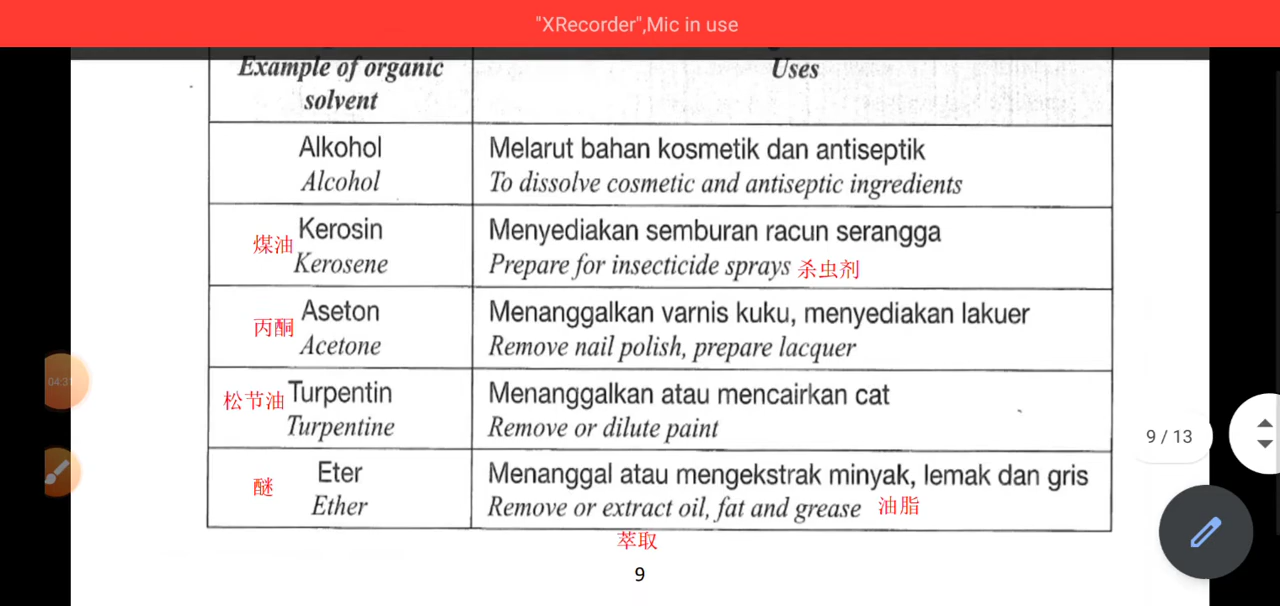 "XRecorder",Mic in use
Example of organic
solvent
Uses
Alkohol
Alcohol
Melarut bahan kosmetik dan antiseptik
To dissolve cosmetic and antiseptic ingredients
煤油
Kerosin
Kerosene
Menyediakan semburan racun serangga
Prepare for insecticide sprays 杀虫剂
丙酮
Aseton
Acetone
Menanggalkan varnis kuku, menyediakan lakuer
Remove nail polish, prepare lacquer
04:31
松节油
Turpentin
Turpentine
Menanggalkan atau mencairkan cat
Remove or dilute paint
9 / 13
醚
Eter
Ether
Menanggal atau mengekstrak minyak, lemak dan gris
Remove or extract oil, fat and grease 油脂
萃取
9